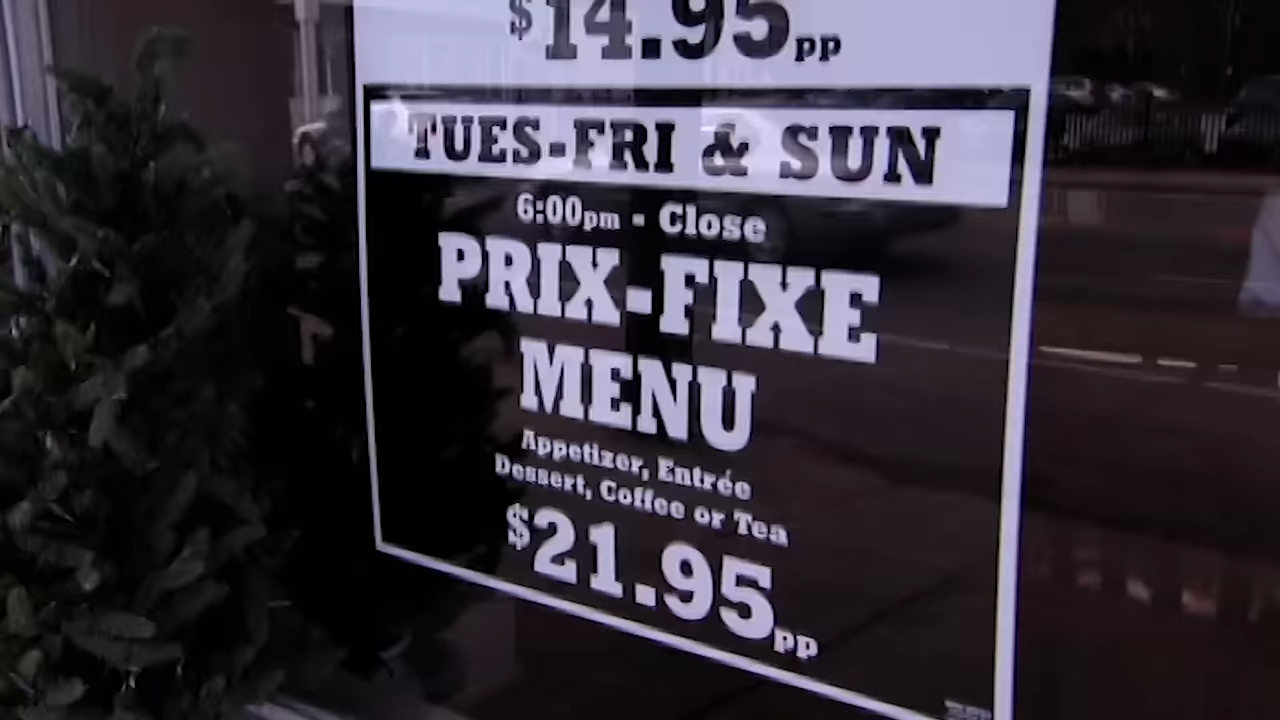 $14.95pp
TUES-FRI & SUN
6:00pm - Close
PRIX-FIXE
MENU
Appetizer, Entrée
Dessert, Coffee or Tea
$21.95pp